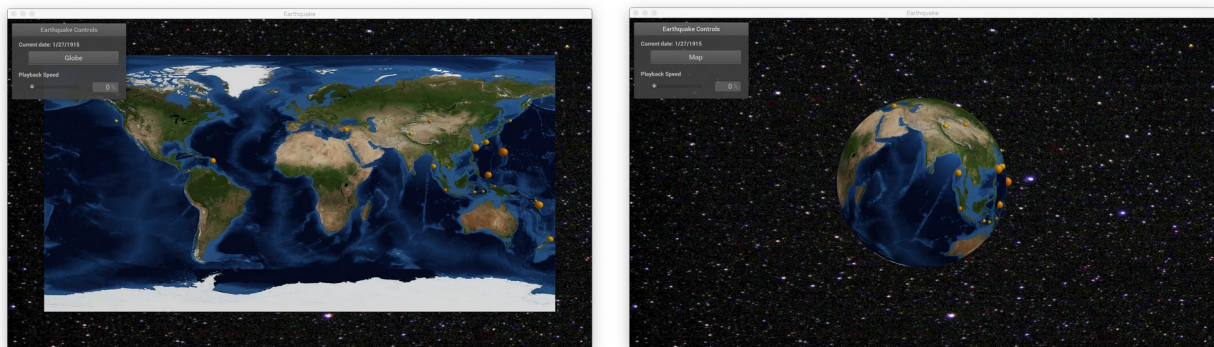 Earthquake
Earthquake Controls
Current date: 1/27/1915
Globe
Playback Speed
0 %
Earthquake
Earthquake Controls
Current date: 1/27/1915
Map
Playback Speed
0 %